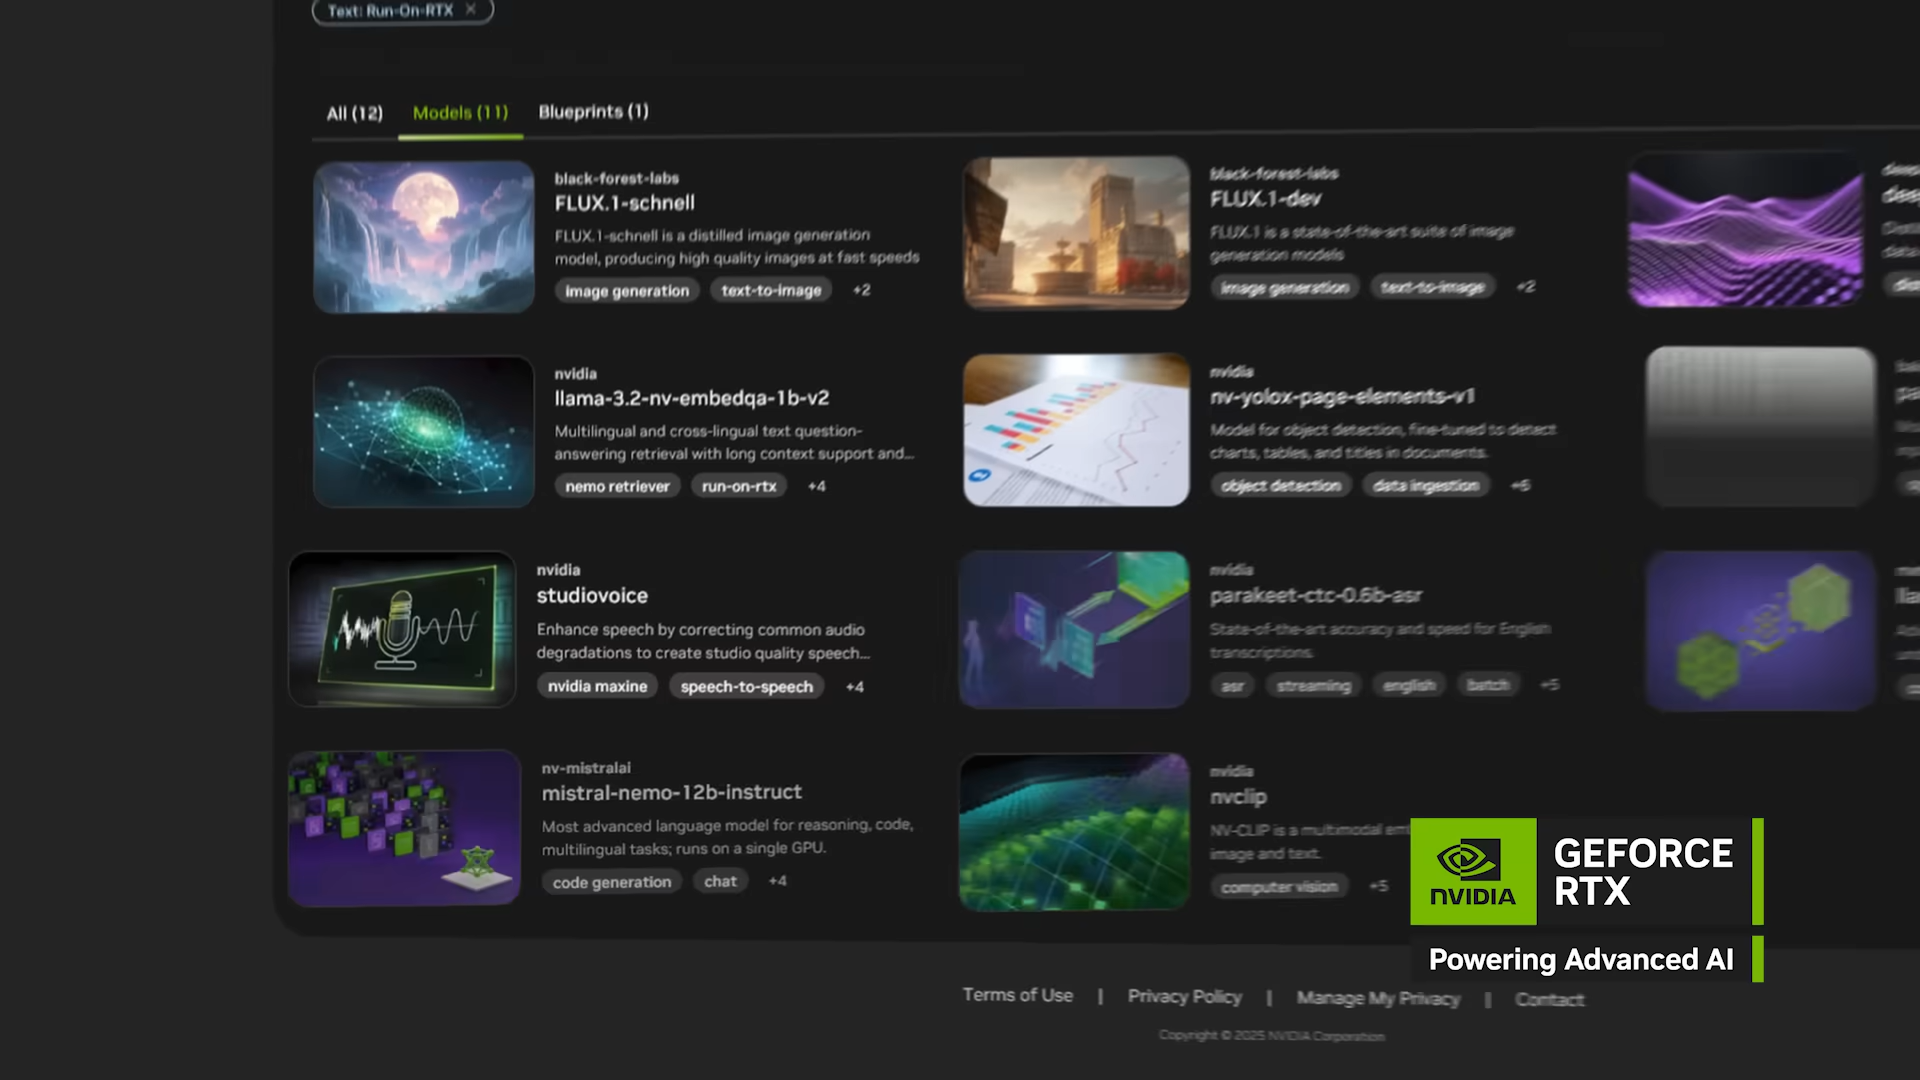 Text: Run-On-RTX ×
All (12) Models (11) Blueprints (1)
black-forest-labs
FLUX.1-schnell
FLUX.1-schnell is a distilled image generation
model, producing high quality images at fast speeds
image generation text-to-image +2
black-forest-labs
FLUX.1-dev
FLUX.1 is a state-of-the-art suite of image
generation models
image generation text-to-image +2
nvidia
llama-3.2-nv-embedqa-1b-v2
Multilingual and cross-lingual text question-
answering retrieval with long context support and...
nemo retriever run-on-rtx +4
nvidia
nv-yolox-page-elements-v1
Model for object detection, fine-tuned to detect
charts, tables, and titles in documents.
object detection data ingestion
nvidia
studiovoice
Enhance speech by correcting common audio
degradations to create studio quality speech...
nvidia maxine speech-to-speech +4
nvidia
parakeet-ctc-0.6b-asr
State-of-the-art accuracy and speed for English
transcriptions.
asr streaming english batch +5
nv-mistralai
mistral-nemo-12b-instruct
Most advanced language model for reasoning, code,
multilingual tasks; runs on a single GPU.
code generation chat +4
nvidia
nvclip
NV-CLIP is a multimodal
image and text.
computer vision +5
NVIDIA
GEFORCE
RTX
Powering Advanced AI
Terms of Use | Privacy Policy | Manage My Privacy | Contact
Copyright © 2025 NVIDIA Corporation